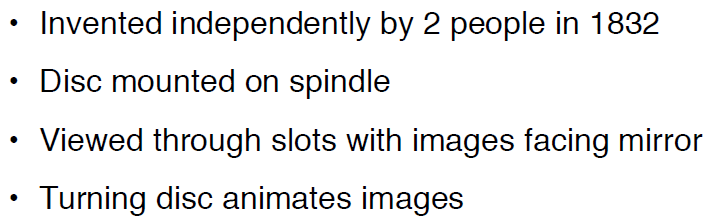 • Invented independently by 2 people in 1832
• Disc mounted on spindle
• Viewed through slots with images facing mirror
• Turning disc animates images